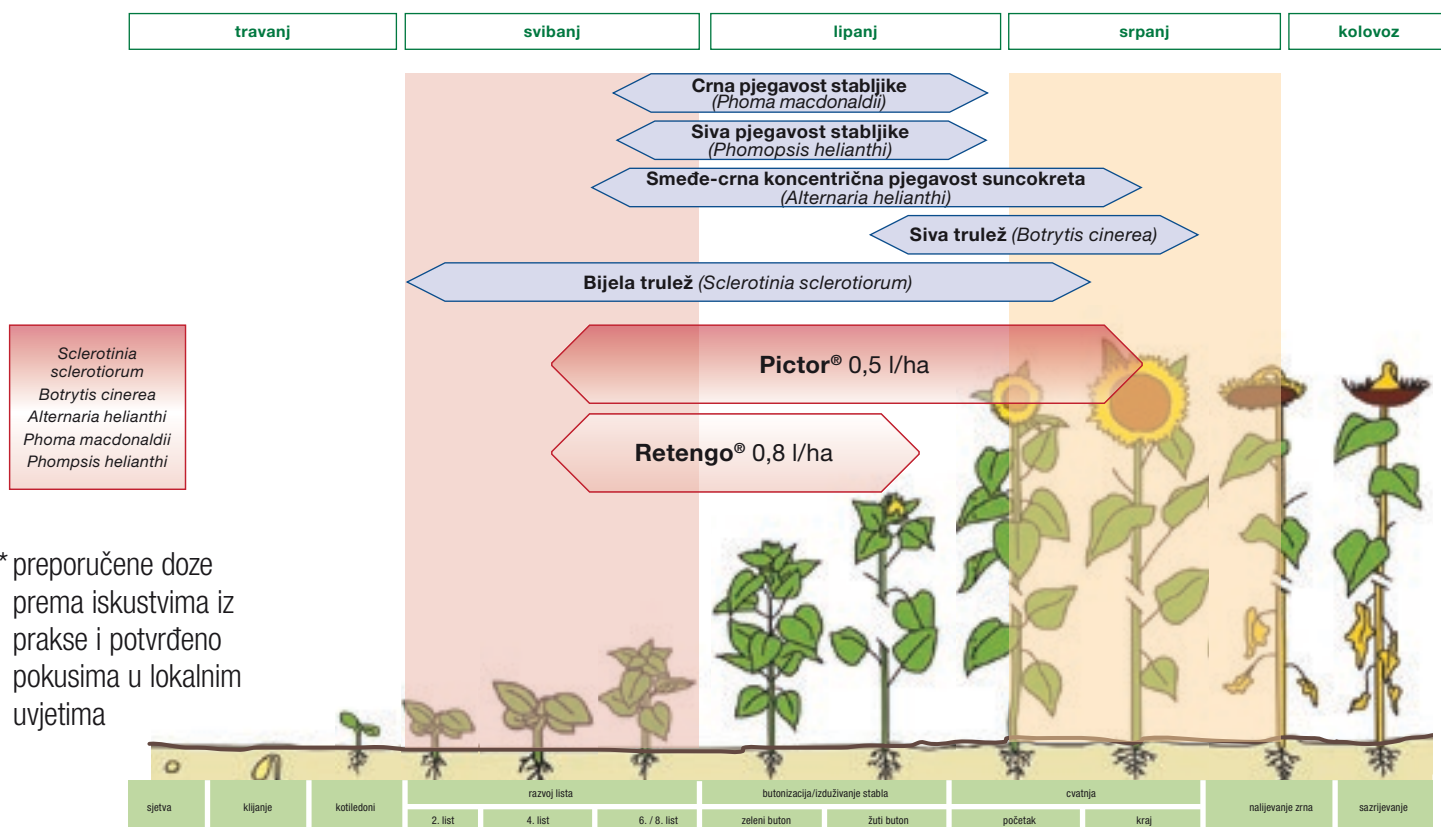 travanj
svibanj
lipanj
srpanj
kolovoz
Crna pjegavost stabljike
(Phoma macdonaldii)
Siva pjegavost stabljike
(Phomopsis helianthi)
Smeđe-crna koncentrična pjegavost suncokreta
(Alternaria helianthi)
Siva trulež (Botrytis cinerea)
Bijela trulež (Sclerotinia sclerotiorum)
Pictor® 0,5 l/ha
Retengo® 0,8 l/ha
Sclerotinia
sclerotiorum
Botrytis cinerea
Alternaria helianthi
Phoma macdonaldii
Phompsis helianthi
* preporučene doze
prema iskustvima iz
prakse i potvrđeno
pokusima u lokalnim
uvjetima
sjetva
klijanje
kotiledoni
razvoj lista
2. list
4. list
6. / 8. list
butonizacija/izduživanje stabla
zeleni buton
žuti buton
cvatnja
početak
kraj
nalijevanje zrna
sazrijevanje